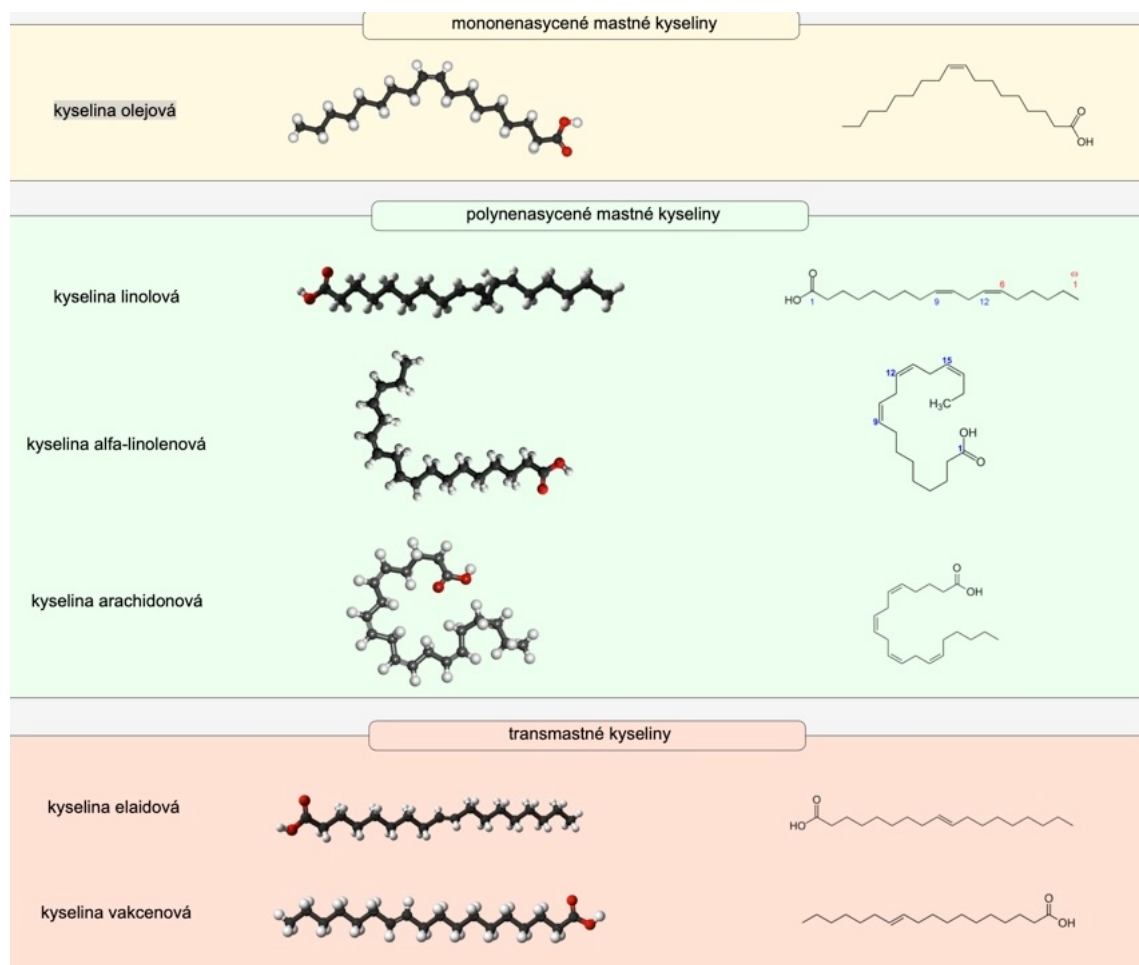 mononenasycené mastné kyseliny
kyselina olejová
O
OH
polynenasycené mastné kyseliny
kyselina linolová
O
HO
1
9
12
6
ω
1
kyselina alfa-linolenová
15
12
H₃C
9
OH
1
O
kyselina arachidonová
O
OH
transmastné kyseliny
kyselina elaidová
O
HO
kyselina vakcenová
O
OH